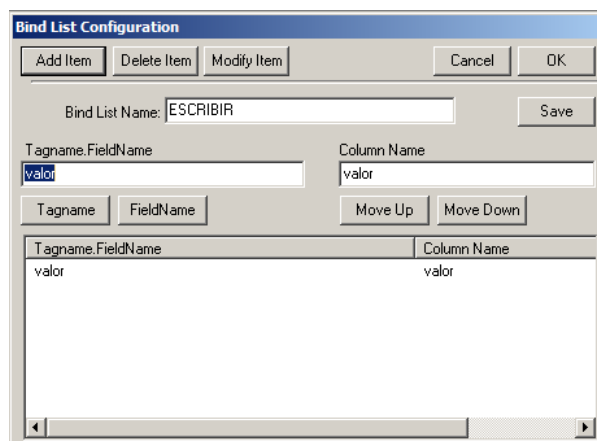 Bind List Configuration
Add Item Delete Item Modify Item Cancel OK
Bind List Name: ESCRIBIR Save
Tagname.FieldName Column Name
valor valor
Tagname FieldName Move Up Move Down
Tagname.FieldName Column Name
valor valor